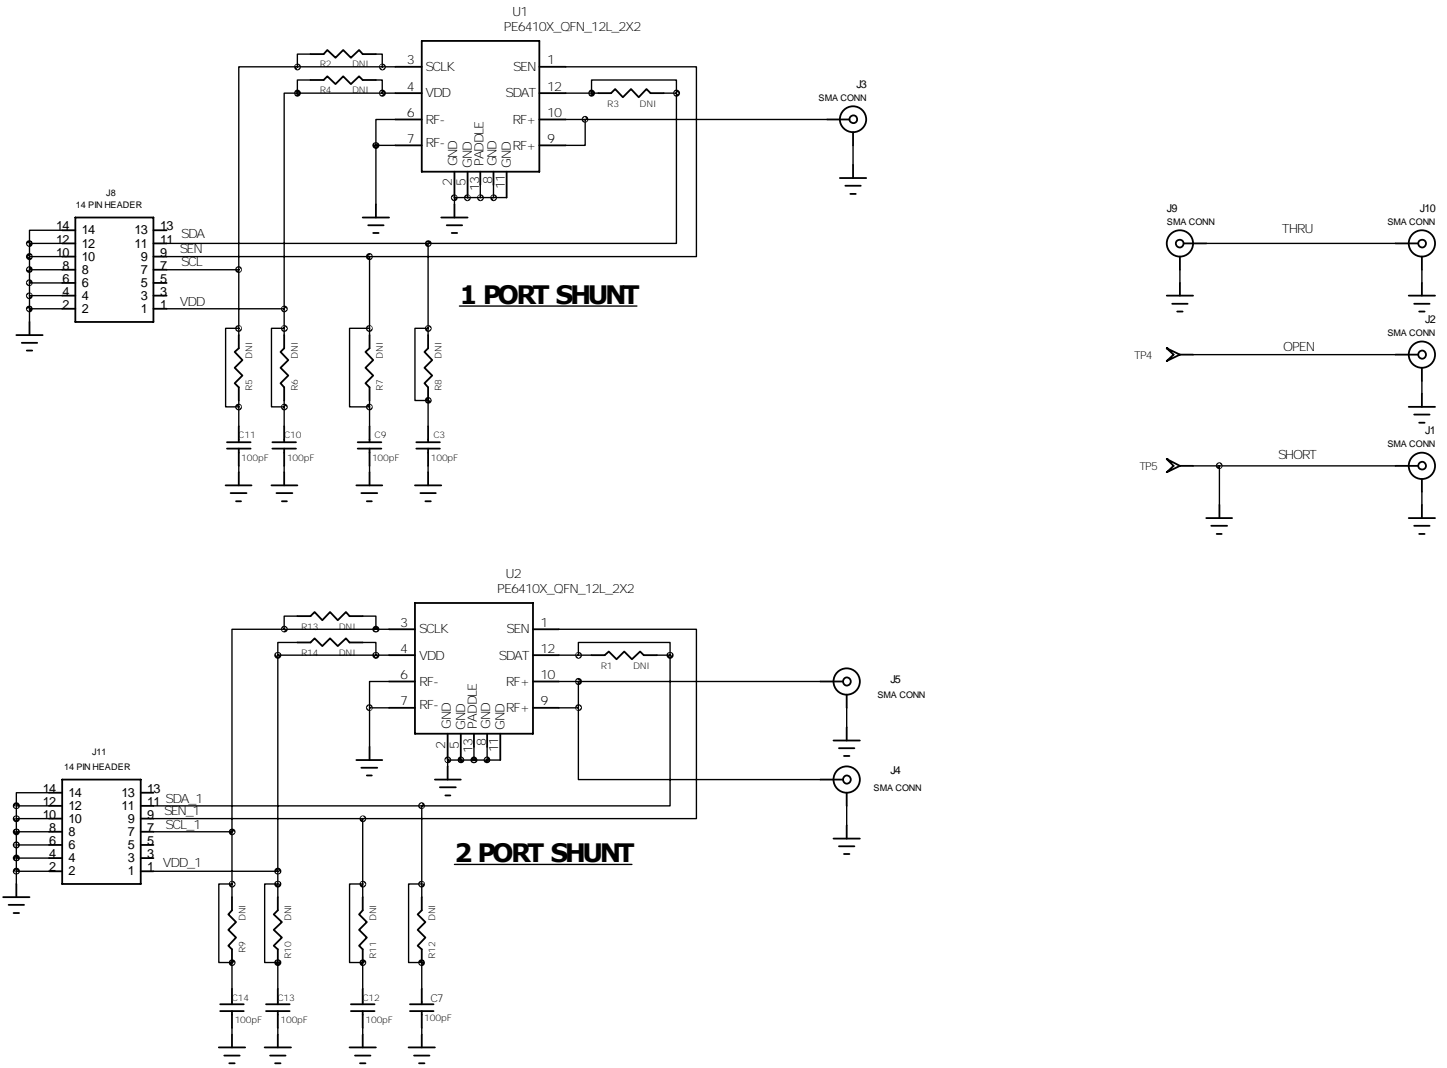 U1
PE6410X_QFN_12L_2X2
R2 DNI
3 SCLK
SEN 1
R4 DNI
4 VDD
SDAT 12
R3 DNI
6 RF-
RF+ 10
7 RF-
RF+ 9
GND
GND
PADDLE
GND
GND
2
5
13
8
11
J3
SMA CONN
J8
14 PIN HEADER
14 14 13 13
12 12 11 11 SDA
10 10 9 9 SEN
8 8 7 7 SCL
6 6 5 5
4 4 3 3
2 2 1 1 VDD
1 PORT SHUNT
R5 DNI
R6 DNI
R7 DNI
R8 DNI
C11
100pF
C10
100pF
C9
100pF
C3
100pF
J9
SMA CONN
THRU
J10
SMA CONN
TP4
OPEN
J2
SMA CONN
TP5
SHORT
J1
SMA CONN
U2
PE6410X_QFN_12L_2X2
R13 DNI
3 SCLK
SEN 1
R14 DNI
4 VDD
SDAT 12
R1 DNI
6 RF-
RF+ 10
7 RF-
RF+ 9
GND
GND
PADDLE
GND
GND
2
5
13
8
11
J5
SMA CONN
J4
SMA CONN
J11
14 PIN HEADER
14 14 13 13
12 12 11 11 SDA_1
10 10 9 9 SEN_1
8 8 7 7 SCL_1
6 6 5 5
4 4 3 3
2 2 1 1 VDD_1
2 PORT SHUNT
R9 DNI
R10 DNI
R11 DNI
R12 DNI
C14
100pF
C13
100pF
C12
100pF
C7
100pF